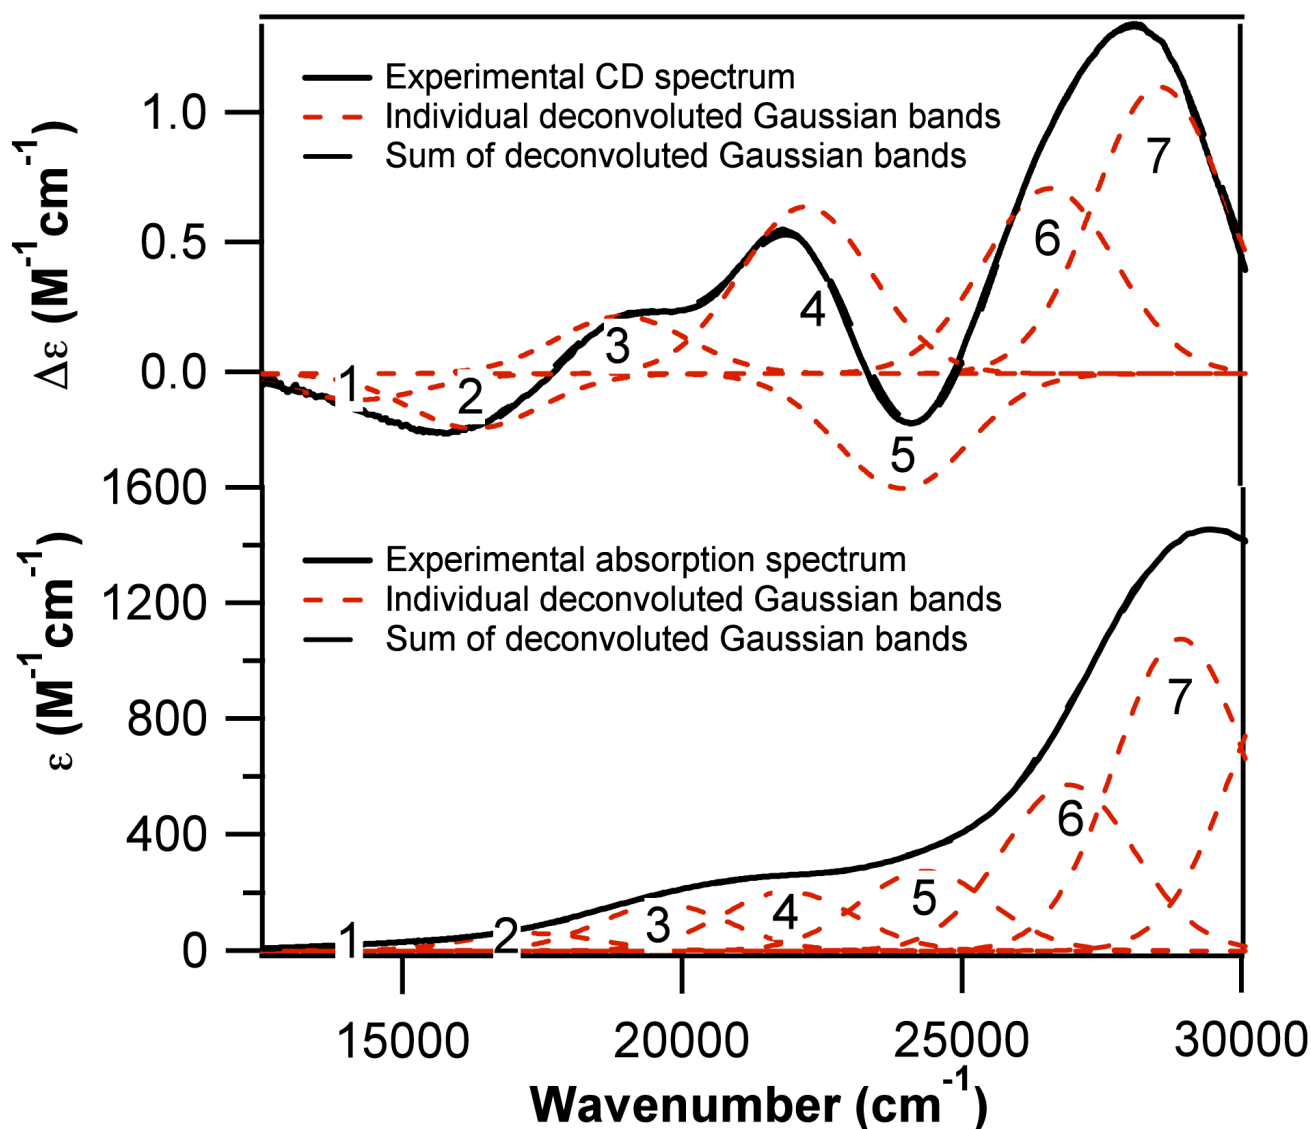 Experimental CD spectrum
Individual deconvoluted Gaussian bands
Sum of deconvoluted Gaussian bands
Δε (M⁻¹cm⁻¹)
1.0
0.5
0.0
1
2
3
4
5
6
7
Experimental absorption spectrum
Individual deconvoluted Gaussian bands
Sum of deconvoluted Gaussian bands
ε (M⁻¹cm⁻¹)
1600
1200
800
400
0
1
2
3
4
5
6
7
15000 20000 25000 30000
Wavenumber (cm⁻¹)